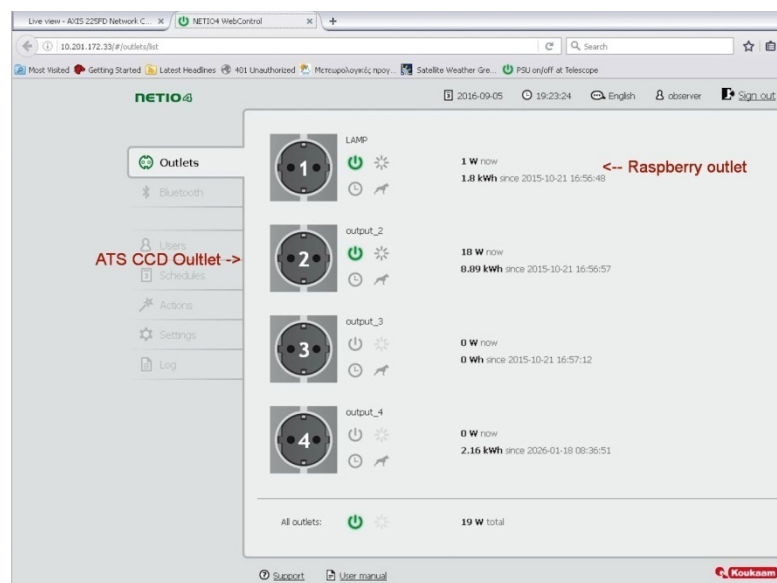 Live view - AXIS 225FD Network C... × NETIO4 WebControl × +
10.201.172.33/#/outlets/list C Search
Most Visited Getting Started Latest Headlines 401 Unauthorized Μετεωρολογικές προγ... Satellite Weather Gre... PSU on/off at Telescope
NETIO4 2016-09-05 19:23:24 English observer Sign out
Outlets
Bluetooth
Users
Schedules
Actions
Settings
Log
ATS CCD Oultlet ->
LAMP
1
1 W now
1.8 kWh since 2015-10-21 16:56:48
<-- Raspberry outlet
output_2
2
18 W now
8.89 kWh since 2015-10-21 16:56:57
output_3
3
0 W now
0 Wh since 2015-10-21 16:57:12
output_4
4
0 W now
2.16 kWh since 2026-01-18 08:36:51
All outlets: 19 W total
Support User manual
Koukaam